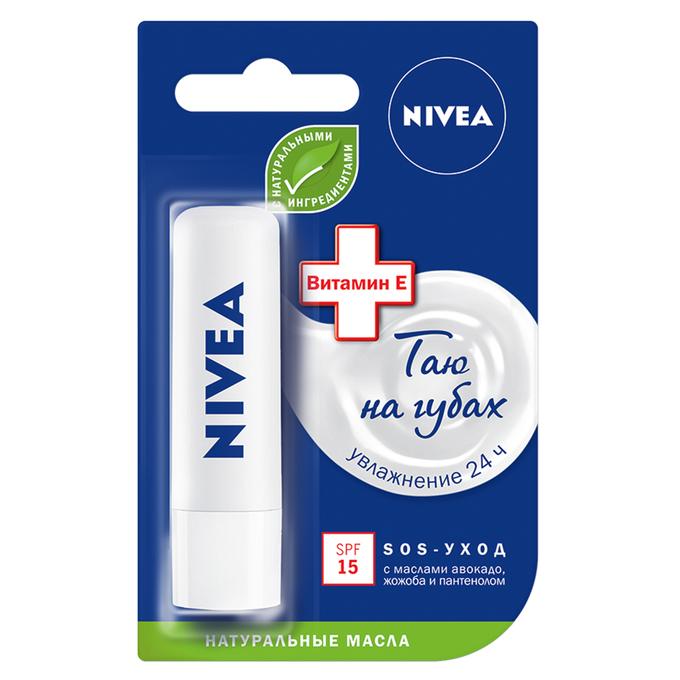 NIVEA
С НАТУРАЛЬНЫМИ
ИНГРЕДИЕНТАМИ
Витамин Е
Таю
на губах
увлажнение 24 ч
NIVEA
SPF
15
SOS-УХОД
с маслами авокадо,
жожоба и пантенолом
НАТУРАЛЬНЫЕ МАСЛА